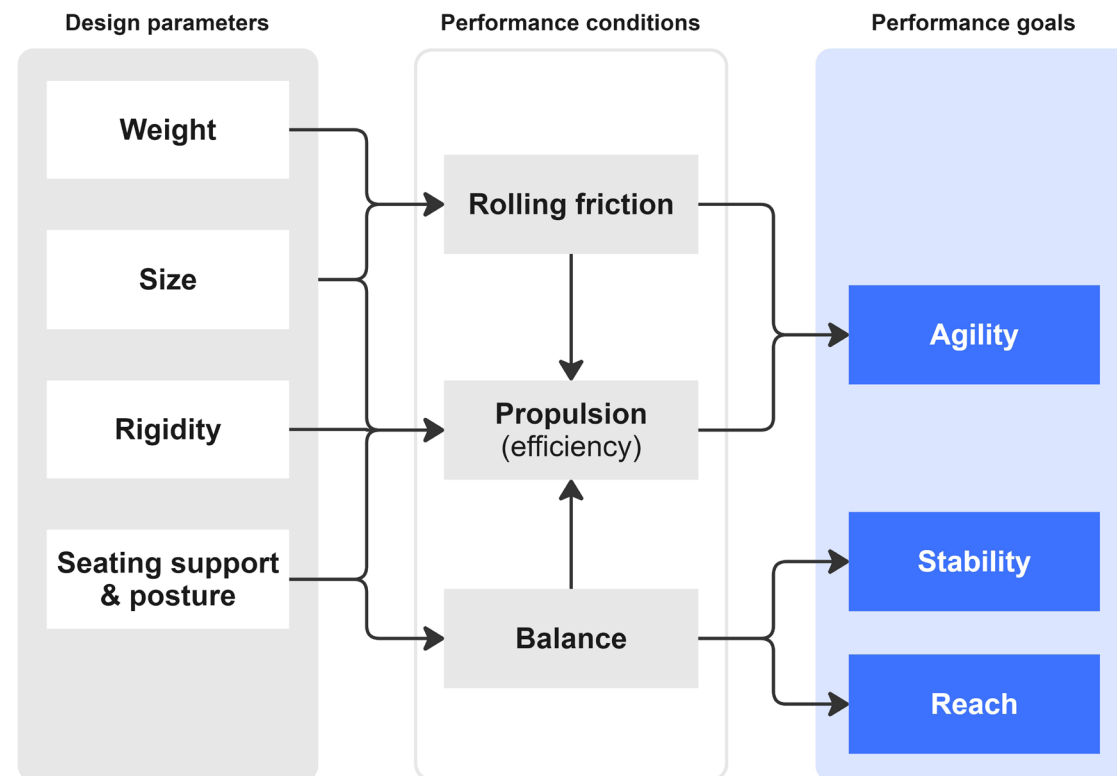 Design parameters
Performance conditions
Performance goals
Weight
Size
Rigidity
Seating support
& posture
Rolling friction
Propulsion
(efficiency)
Balance
Agility
Stability
Reach